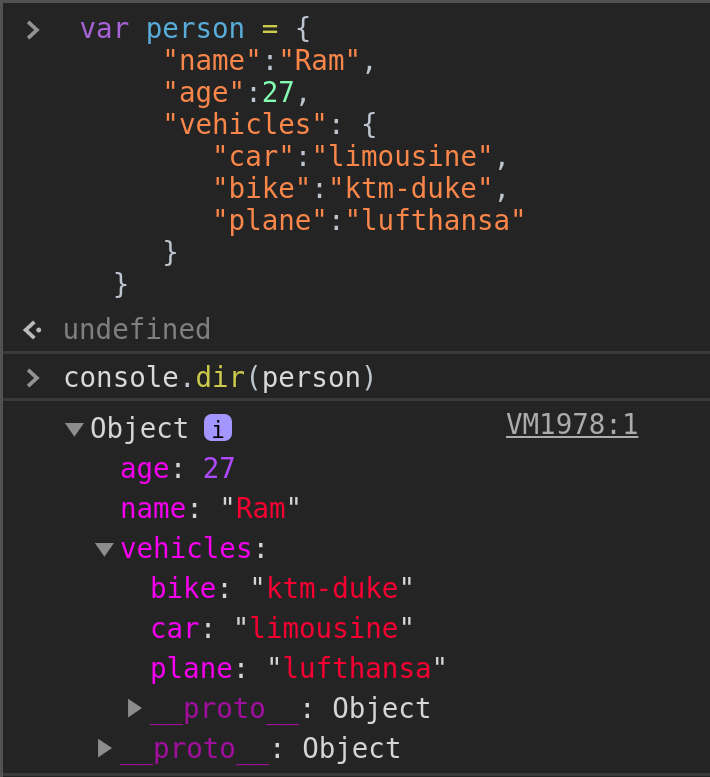 var person = {
"name":"Ram",
"age":27,
"vehicles": {
"car":"limousine",
"bike":"ktm-duke",
"plane":"lufthansa"
}
}
undefined
console.dir(person)
Object i VM1978:1
age: 27
name: "Ram"
vehicles:
bike: "ktm-duke"
car: "limousine"
plane: "lufthansa"
__proto__: Object
__proto__: Object